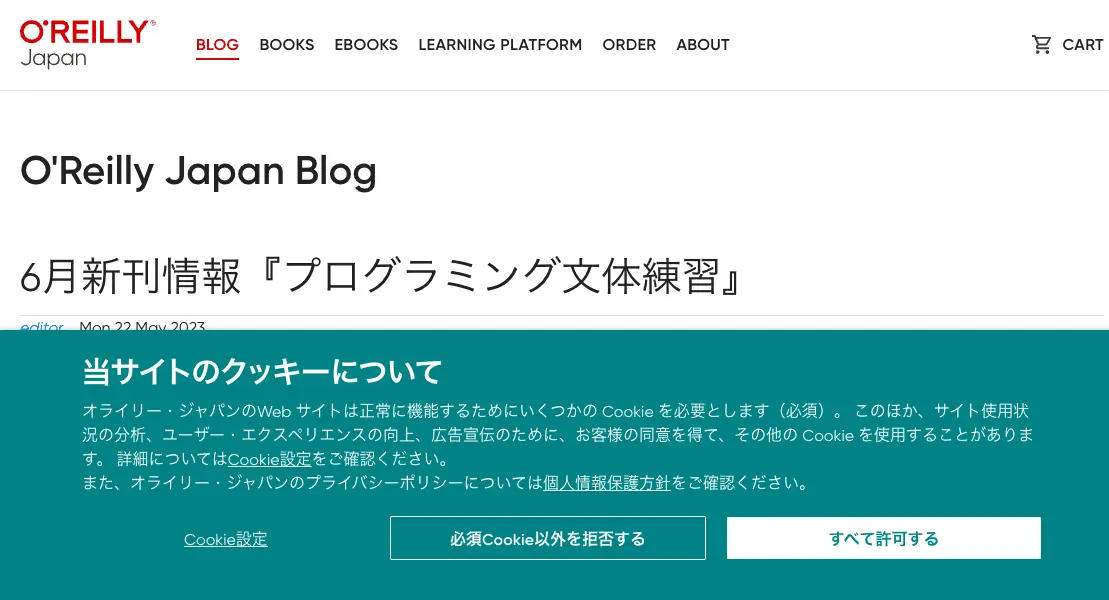 O'REILLY®
Japan
BLOG BOOKS EBOOKS LEARNING PLATFORM ORDER ABOUT CART
O'Reilly Japan Blog
6月新刊情報『プログラミング文体練習』
editor Mon 22 May 2023
当サイトのクッキーについて
オライリー・ジャパンのWeb サイトは正常に機能するためにいくつかの Cookie を必要とします（必須）。 このほか、サイト使用状
況の分析、ユーザー・エクスペリエンスの向上、広告宣伝のために、お客様の同意を得て、その他の Cookie を使用することがありま
す。 詳細についてはCookie設定をご確認ください。
また、オライリー・ジャパンのプライバシーポリシーについては個人情報保護方針をご確認ください。
Cookie設定 必須Cookie以外を拒否する すべて許可する